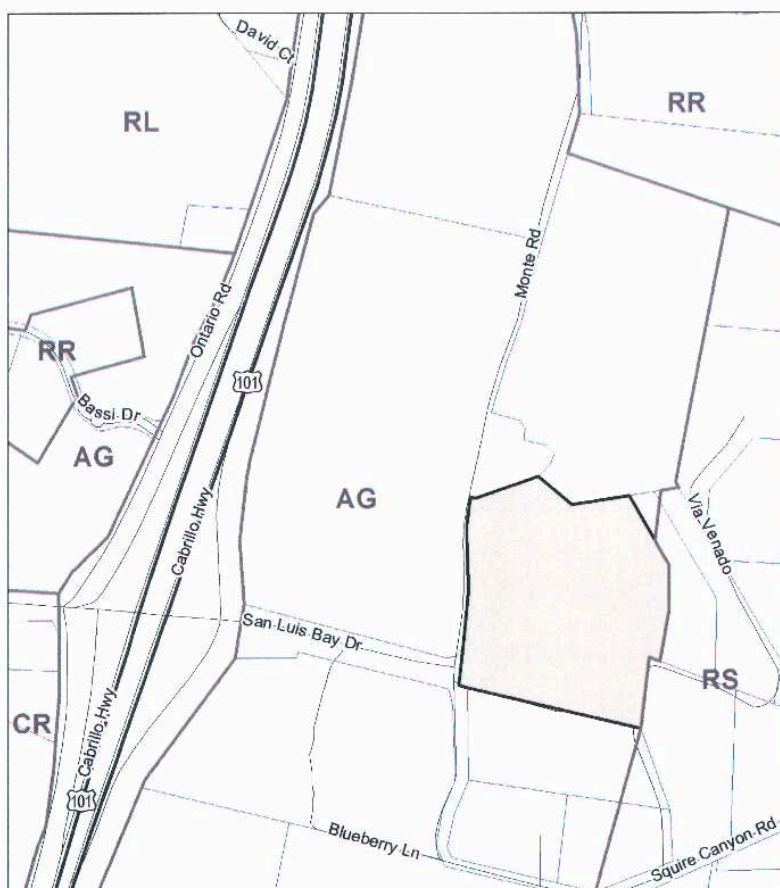 David Ct
RL
RR
Monte Rd
Ontario Rd
RR
101
Bassi Dr
AG
AG
Cabrillo Hwy
Via Venado
San Luis Bay Dr
RS
Cabrillo Hwy
CR
101
Blueberry Ln
Squire Canyon Rd